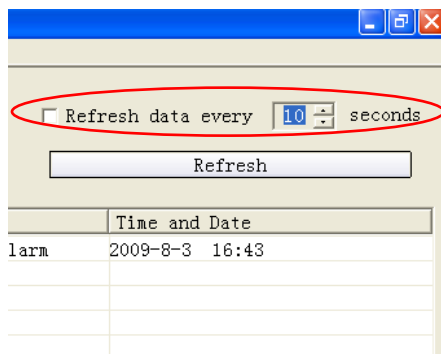 Refresh data every 10 seconds
Refresh
Time and Date
larm 2009-8-3 16:43